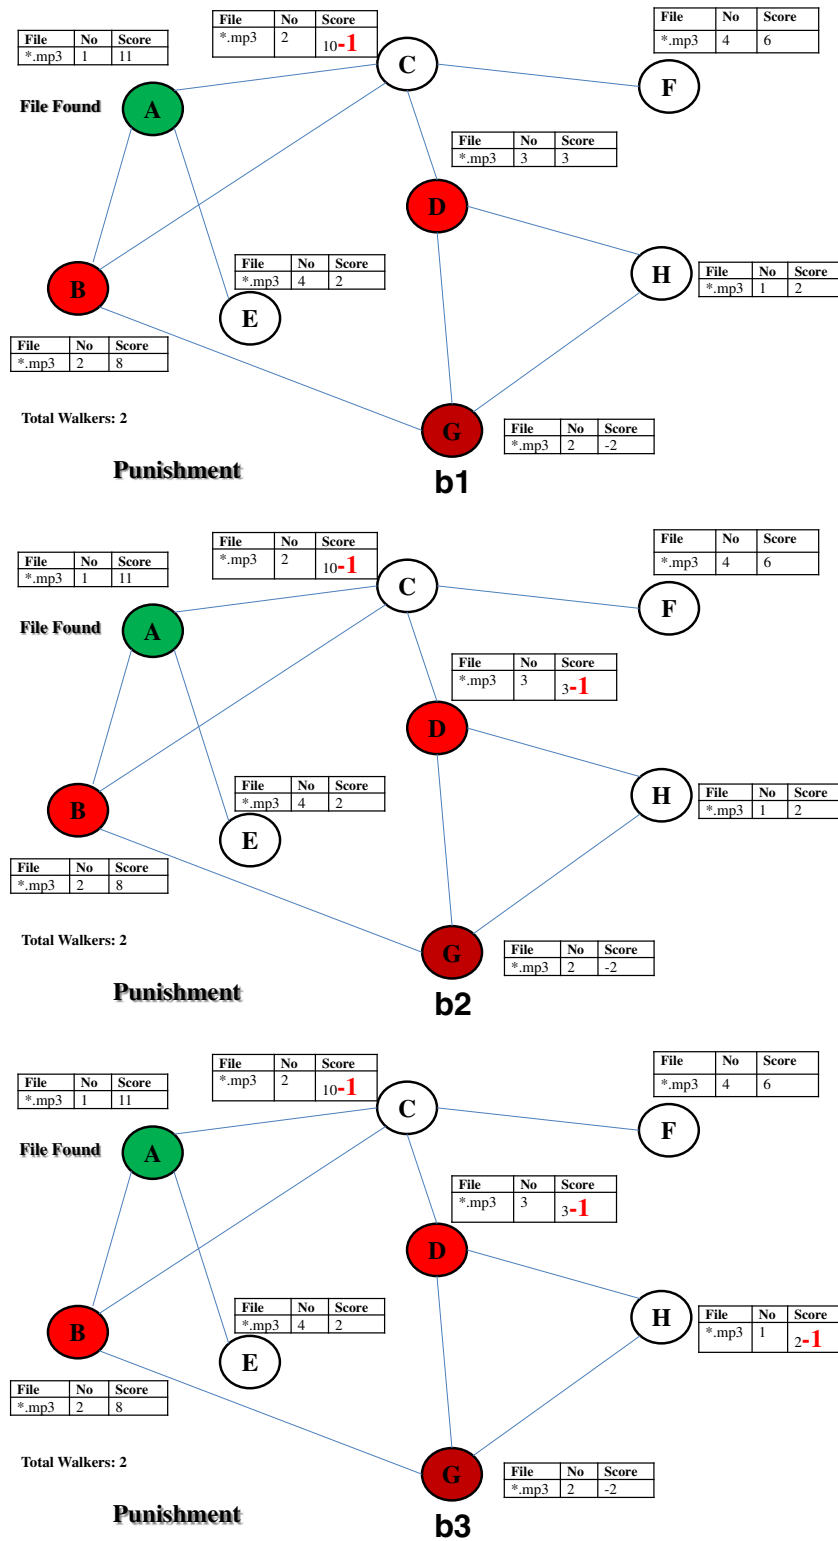 File No Score
*.mp3 2 10-1
File No Score
*.mp3 4 6
File No Score
*.mp3 1 11
C
F
File Found
A
File No Score
*.mp3 3 3
D
File No Score
*.mp3 4 2
H
File No Score
*.mp3 1 2
B
E
File No Score
*.mp3 2 8
Total Walkers: 2
G
File No Score
*.mp3 2 -2
Punishment
b1
File No Score
*.mp3 2 10-1
File No Score
*.mp3 4 6
File No Score
*.mp3 1 11
C
F
File Found
A
File No Score
*.mp3 3 3-1
D
File No Score
*.mp3 4 2
H
File No Score
*.mp3 1 2
B
E
File No Score
*.mp3 2 8
Total Walkers: 2
G
File No Score
*.mp3 2 -2
Punishment
b2
File No Score
*.mp3 2 10-1
File No Score
*.mp3 4 6
File No Score
*.mp3 1 11
C
F
File Found
A
File No Score
*.mp3 3 3-1
D
File No Score
*.mp3 4 2
H
File No Score
*.mp3 1 2-1
B
E
File No Score
*.mp3 2 8
Total Walkers: 2
G
File No Score
*.mp3 2 -2
Punishment
b3